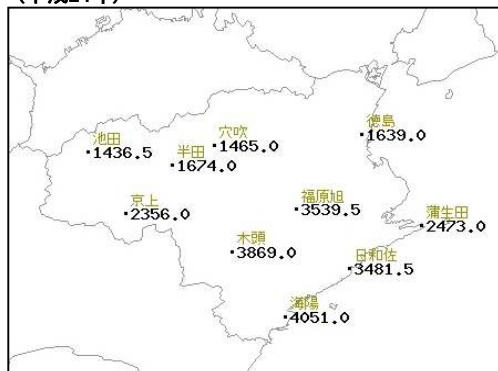 徳島
1639.0
穴吹
1465.0
池田
1436.5
半田
1674.0
京上
2356.0
福原旭
3539.5
蒲生田
2473.0
木頭
3869.0
日和佐
3481.5
海陽
4051.0